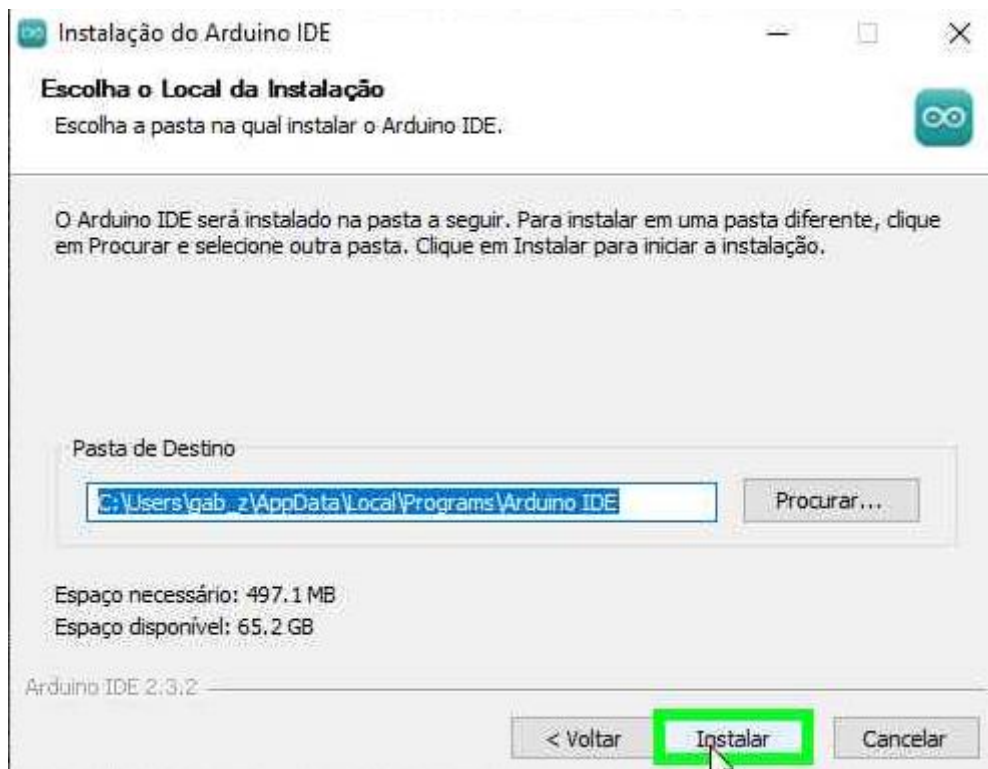 Instalação do Arduino IDE
Escolha o Local da Instalação
Escolha a pasta na qual instalar o Arduino IDE.
O Arduino IDE será instalado na pasta a seguir. Para instalar em uma pasta diferente, clique
em Procurar e selecione outra pasta. Clique em Instalar para iniciar a instalação.
Pasta de Destino
C:\Users\gab_z\AppData\Local\Programs\Arduino IDE
Procurar...
Espaço necessário: 497.1 MB
Espaço disponível: 65.2 GB
Arduino IDE 2.3.2
< Voltar
Instalar
Cancelar